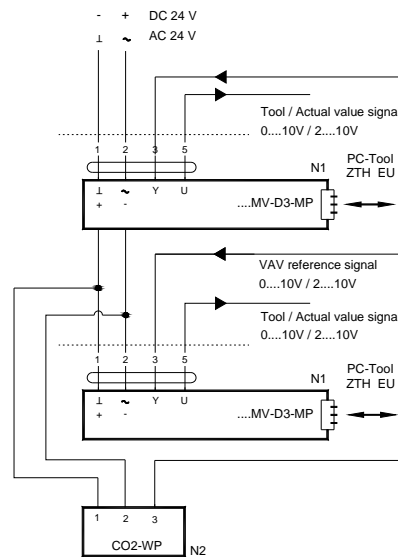 - + DC 24 V
⊥ ~ AC 24 V
Tool / Actual value signal
0....10V / 2....10V
1 2 3 5
N1
PC-Tool
ZTH EU
⊥ ~ Y U
+ -
....MV-D3-MP
VAV reference signal
0....10V / 2....10V
Tool / Actual value signal
0....10V / 2....10V
1 2 3 5
N1
PC-Tool
ZTH EU
⊥ ~ Y U
+ -
....MV-D3-MP
1 2 3
CO2-WP
N2